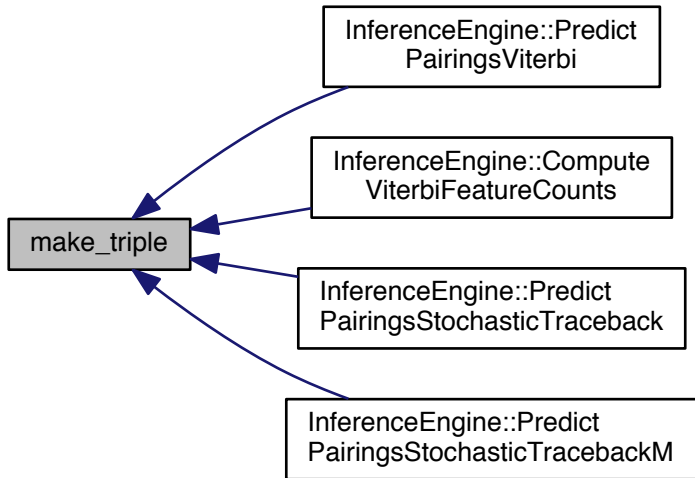 InferenceEngine::Predict
PairingsViterbi
InferenceEngine::Compute
ViterbiFeatureCounts
make_triple
InferenceEngine::Predict
PairingsStochasticTraceback
InferenceEngine::Predict
PairingsStochasticTracebackM